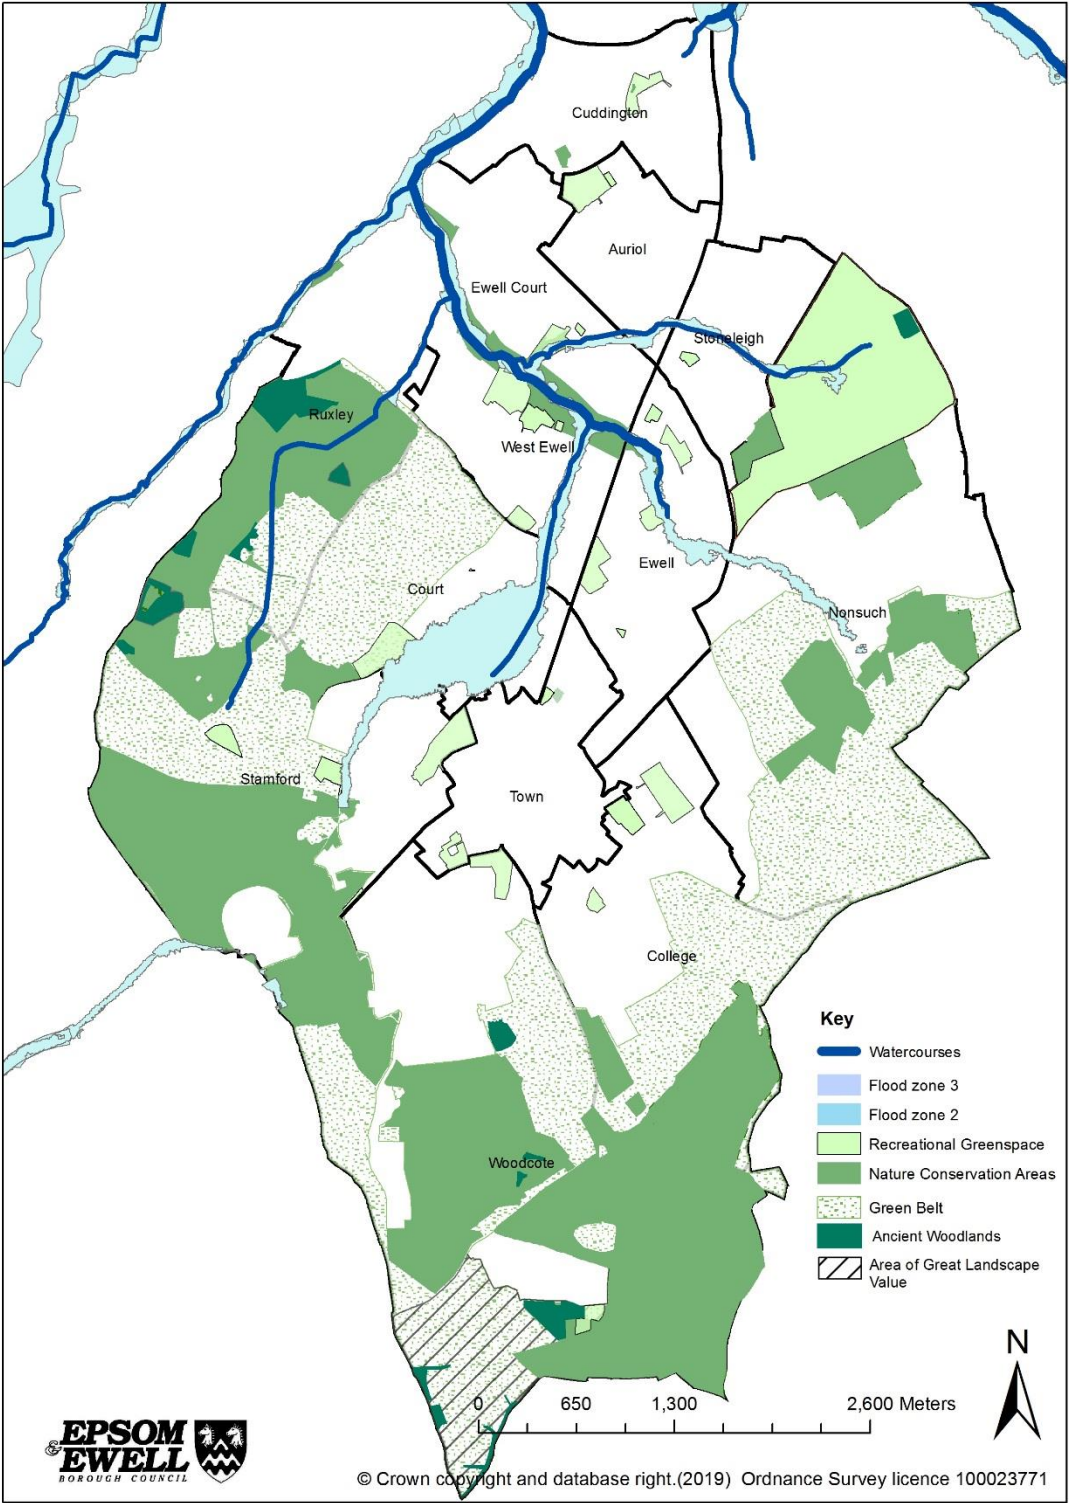 Cuddington
Auriol
Ewell Court
Stoneleigh
Ruxley
West Ewell
Ewell
Court
Nonsuch
Stamford
Town
College
Woodcote
Key
Watercourses
Flood zone 3
Flood zone 2
Recreational Greenspace
Nature Conservation Areas
Green Belt
Ancient Woodlands
Area of Great Landscape
Value
N
0 650 1,300 2,600 Meters
EPSOM
& EWELL
BOROUGH COUNCIL
© Crown copyright and database right.(2019) Ordnance Survey licence 100023771